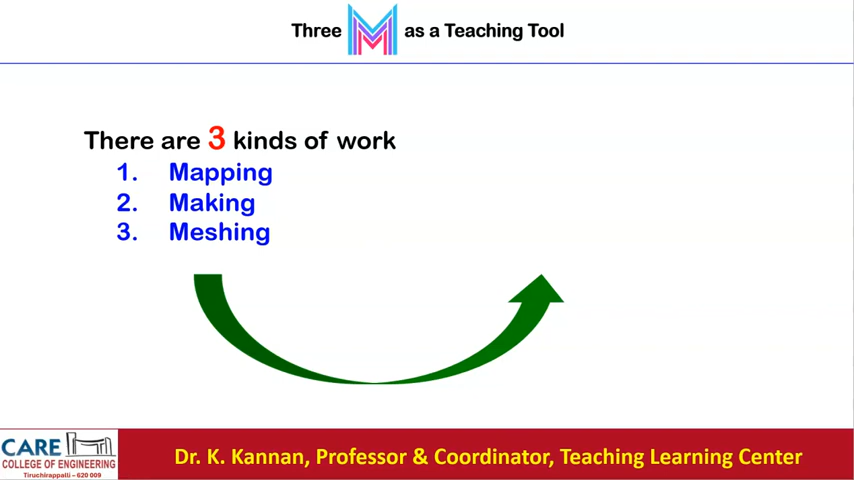 Three M as a Teaching Tool
There are 3 kinds of work
1. Mapping
2. Making
3. Meshing
CARE
COLLEGE OF ENGINEERING
Tiruchirappalli – 620 009
Dr. K. Kannan, Professor & Coordinator, Teaching Learning Center